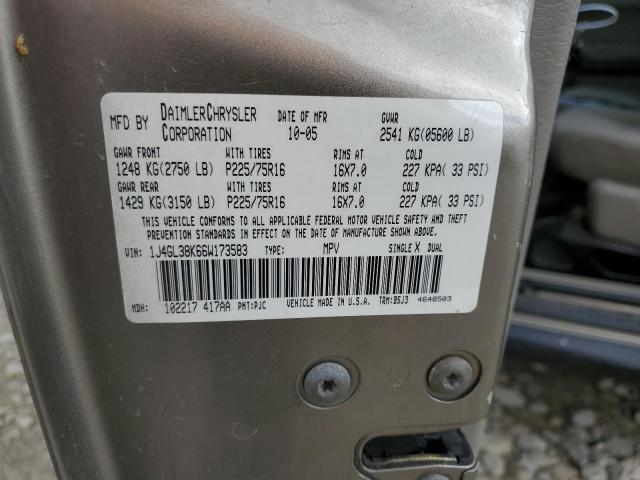 MFD BY DAIMLERCHRYSLER CORPORATION DATE OF MFR 10-05 GVWR 2541 KG(05600 LB)
GAWR FRONT WITH TIRES RIMS AT COLD
1248 KG(2750 LB) P225/75R16 16X7.0 227 KPA( 33 PSI)
GAWR REAR WITH TIRES RIMS AT COLD
1429 KG(3150 LB) P225/75R16 16X7.0 227 KPA( 33 PSI)
THIS VEHICLE CONFORMS TO ALL APPLICABLE FEDERAL MOTOR VEHICLE SAFETY AND THEFT
PREVENTION STANDARDS IN EFFECT ON THE DATE OF MANUFACTURE SHOWN ABOVE.
VIN: 1J4GL38K66W173583 TYPE: MPV SINGLE X DUAL
MDH: 102217 417AA PNT:PJC VEHICLE MADE IN U.S.A. TRM:B5J3 4648503